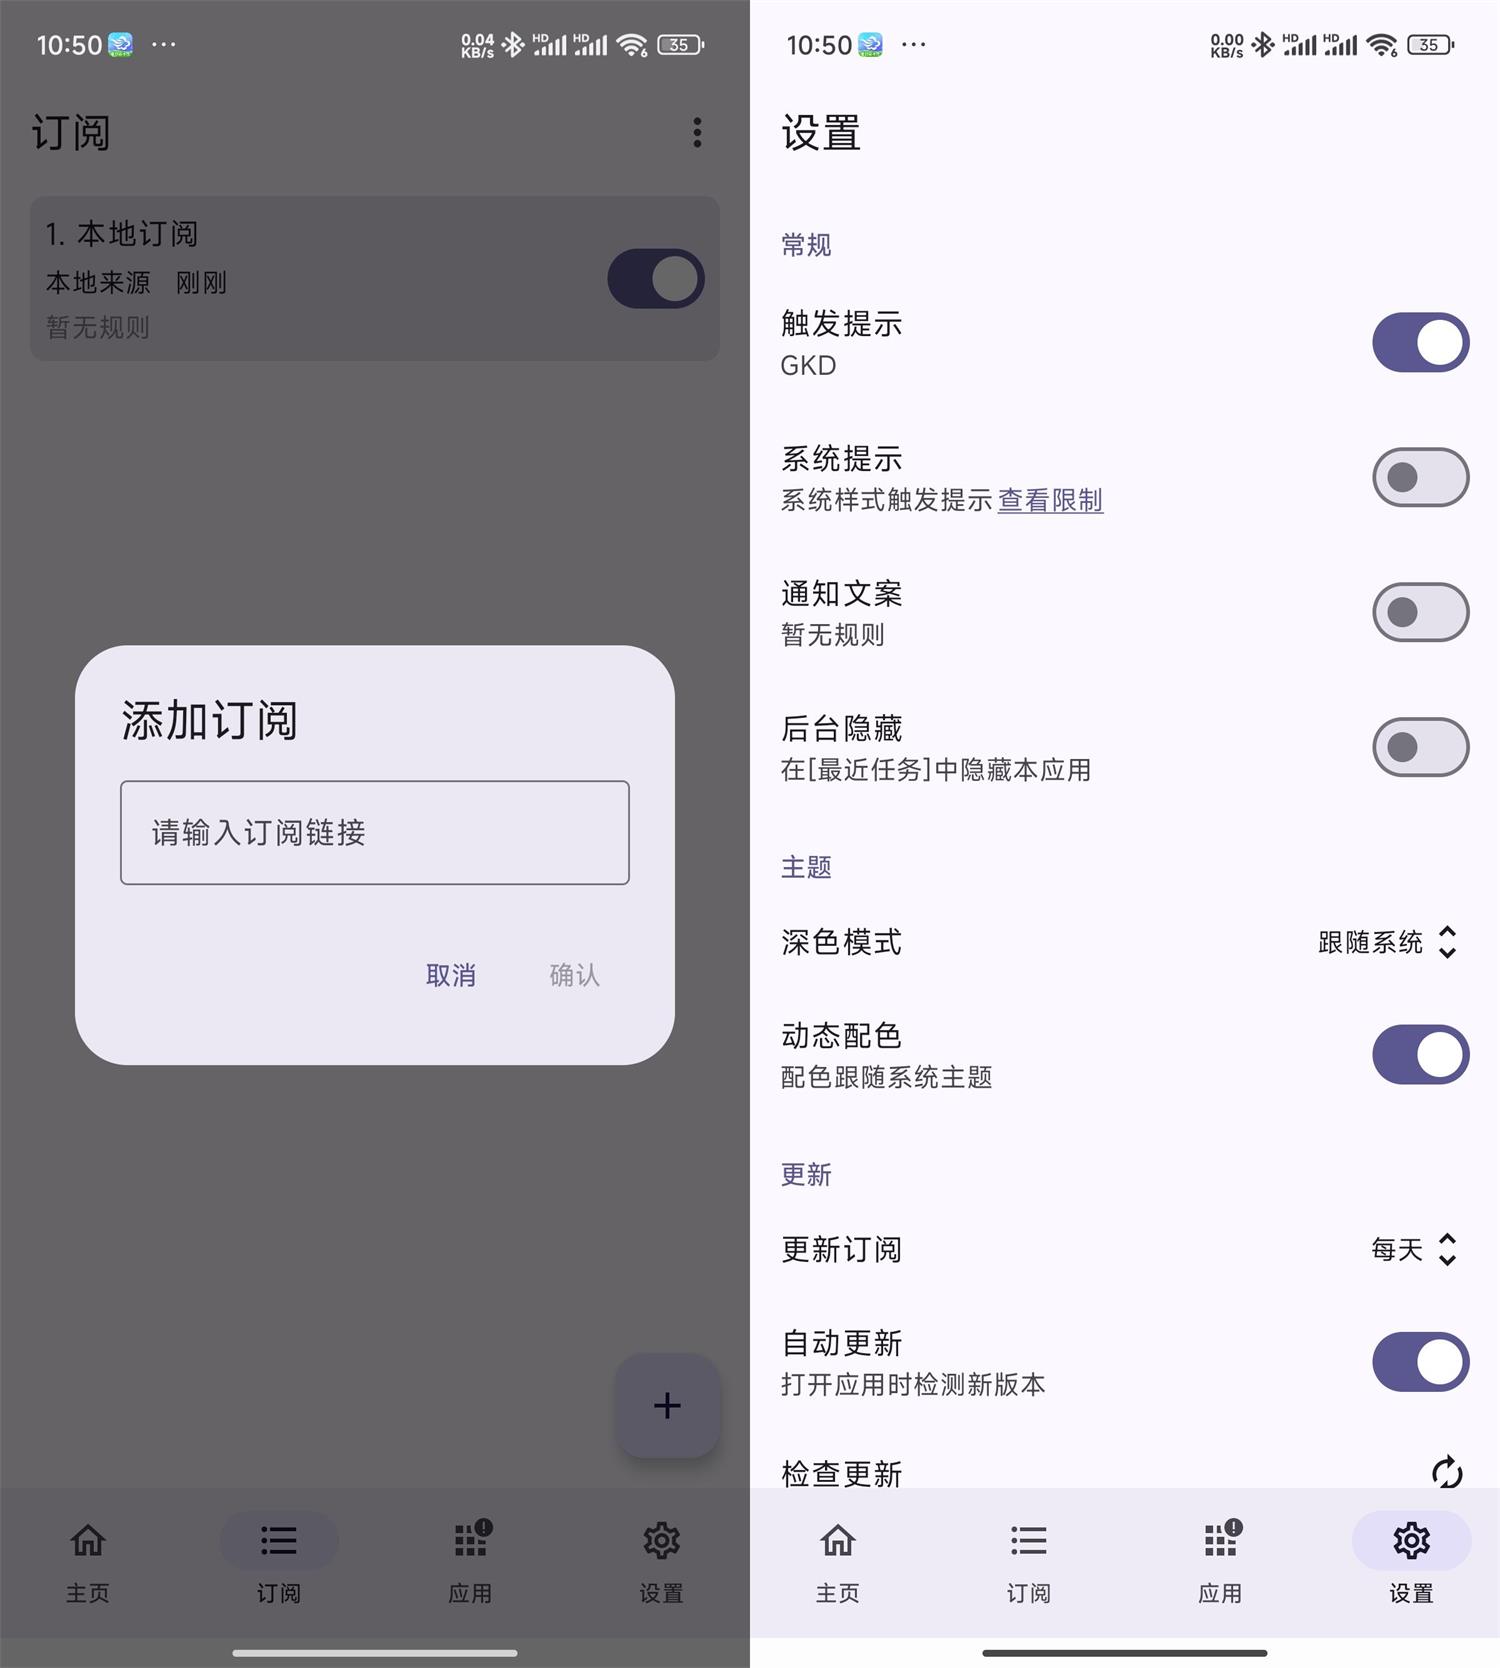 10:50 ... 0.04 KB/s HD HD 6 35
订阅
1. 本地订阅
本地来源 刚刚
暂无规则
添加订阅
请输入订阅链接
取消 确认
+
主页 订阅 应用 设置
10:50 ... 0.00 KB/s HD HD 6 35
设置
常规
触发提示
GKD
系统提示
系统样式触发提示 查看限制
通知文案
暂无规则
后台隐藏
在[最近任务]中隐藏本应用
主题
深色模式 跟随系统
动态配色
配色跟随系统主题
更新
更新订阅 每天
自动更新
打开应用时检测新版本
检查更新
主页 订阅 应用 设置